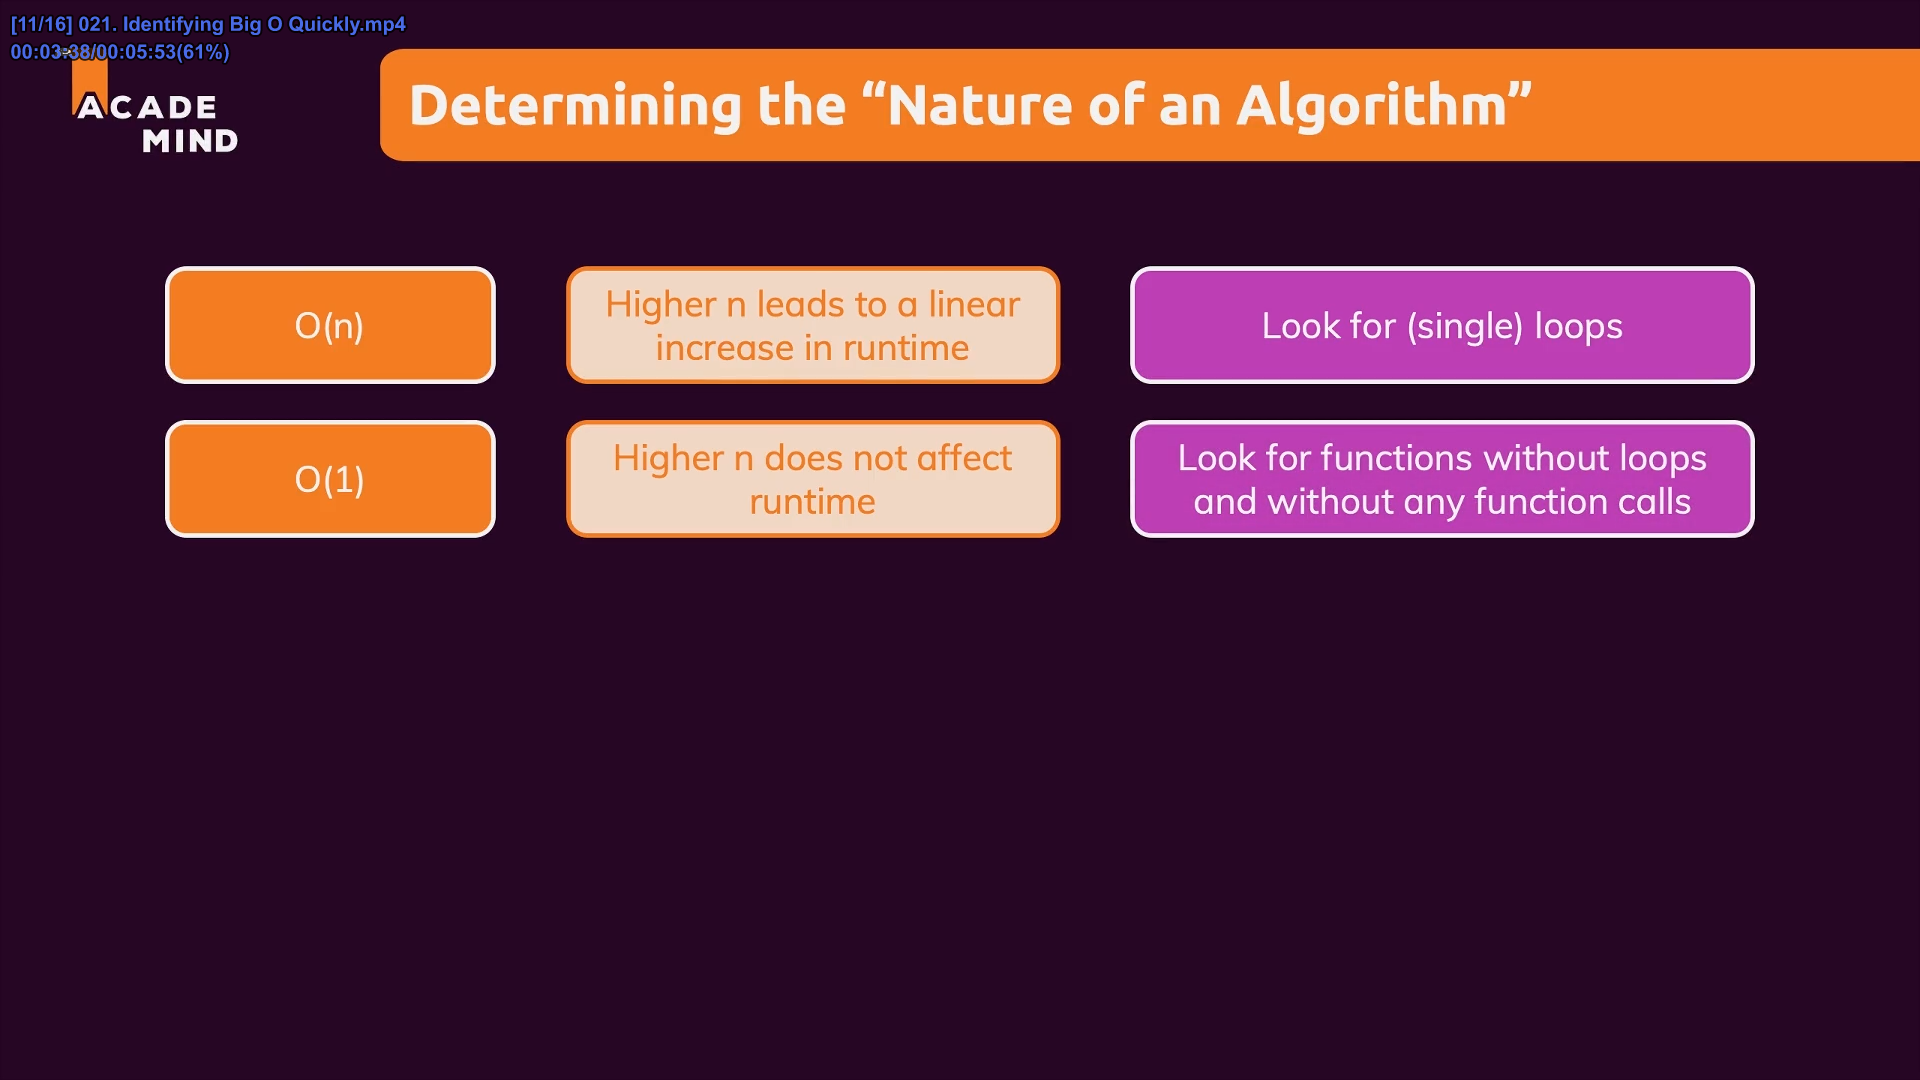 [11/16] 021. Identifying Big O Quickly.mp4
00:03:38/00:05:53(61%)
ACADE
MIND
Determining the “Nature of an Algorithm”
O(n)
Higher n leads to a linear
increase in runtime
Look for (single) loops
O(1)
Higher n does not affect
runtime
Look for functions without loops
and without any function calls